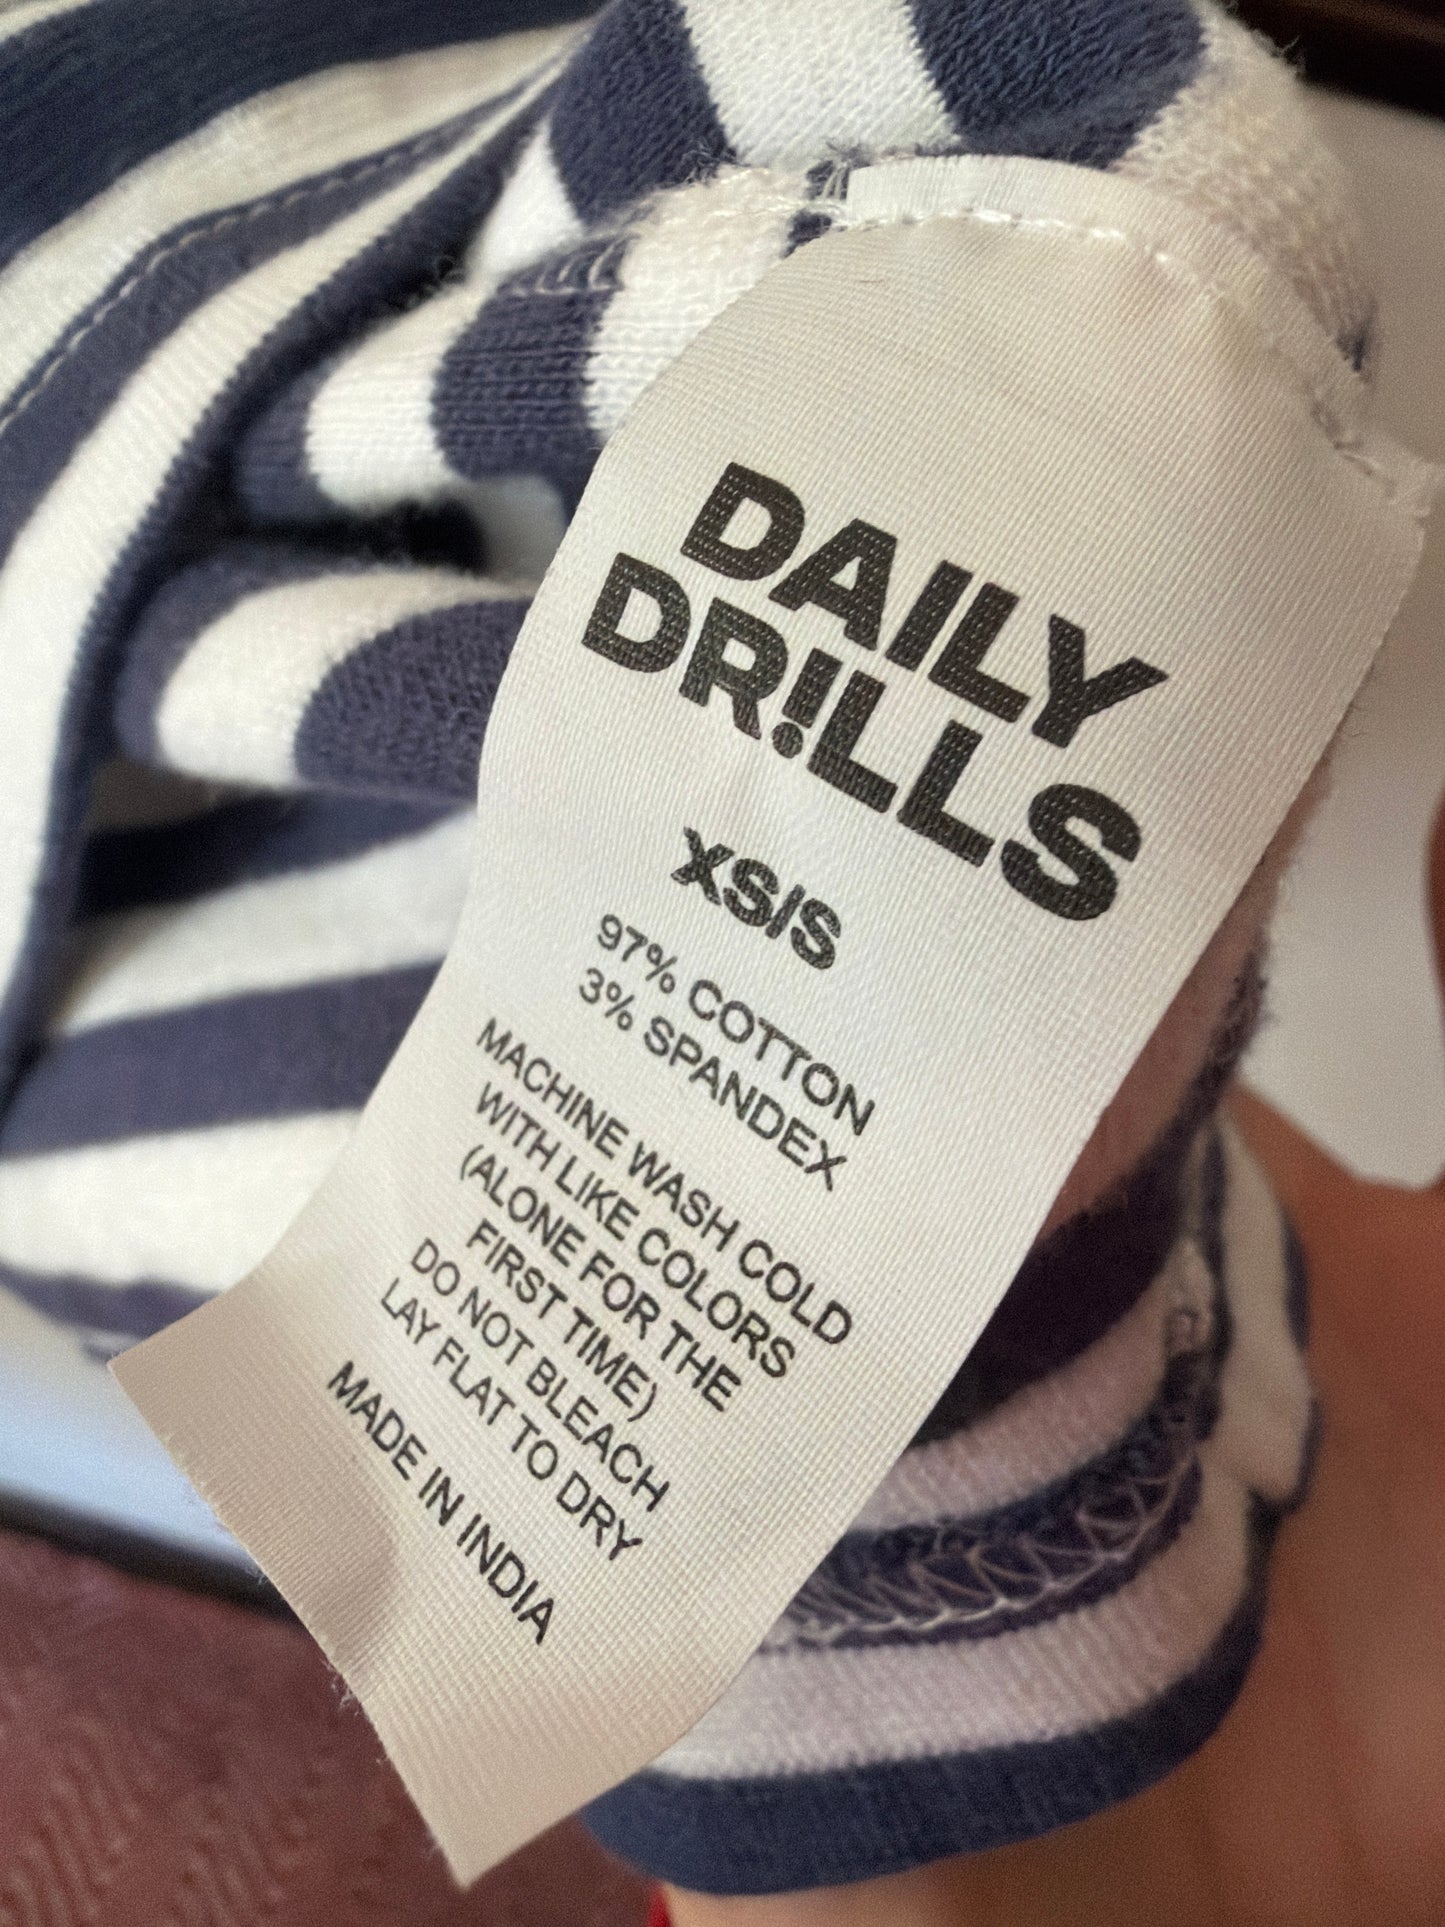 DAILY
DR!LLS
XS/S
97% COTTON
3% SPANDEX
MACHINE WASH COLD
WITH LIKE COLORS
(ALONE FOR THE
FIRST TIME)
DO NOT BLEACH
LAY FLAT TO DRY
MADE IN INDIA